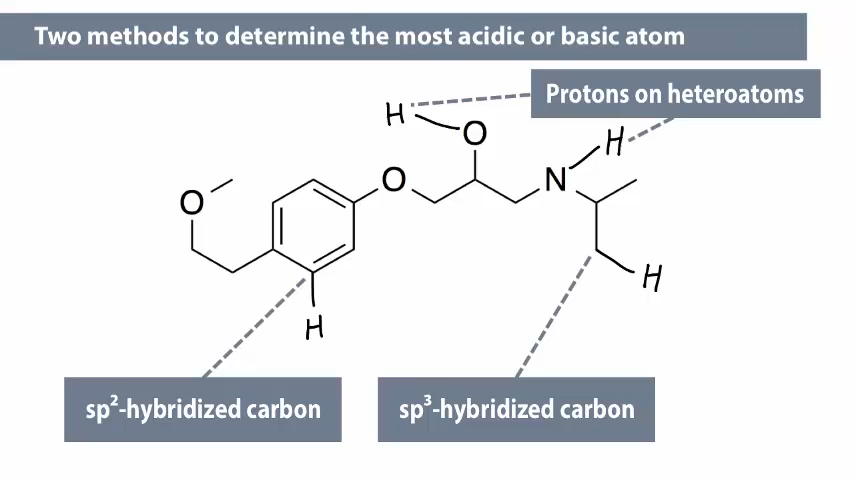 Two methods to determine the most acidic or basic atom
Protons on heteroatoms
H
O
H
O
N
O
H
H
sp²-hybridized carbon
sp³-hybridized carbon